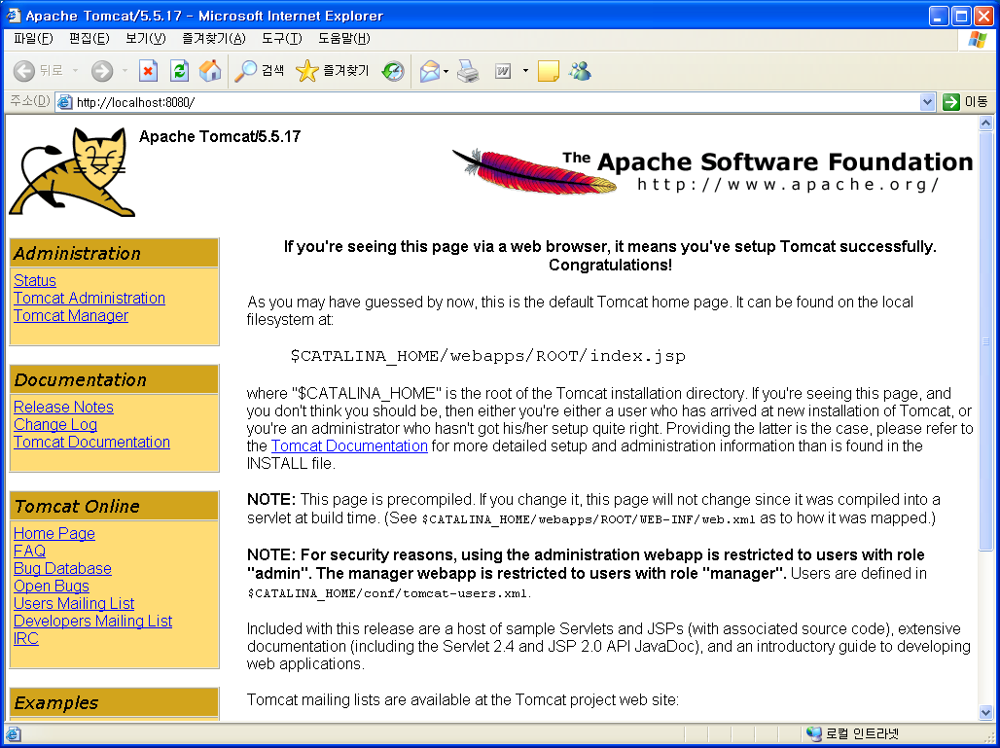 Apache Tomcat/5.5.17 - Microsoft Internet Explorer
파일(F) 편집(E) 보기(V) 즐겨찾기(A) 도구(T) 도움말(H)
뒤로 검색 즐겨찾기
주소(D) http://localhost:8080/ 이동
Apache Tomcat/5.5.17
The Apache Software Foundation
http://www.apache.org/
Administration
Status
Tomcat Administration
Tomcat Manager
Documentation
Release Notes
Change Log
Tomcat Documentation
Tomcat Online
Home Page
FAQ
Bug Database
Open Bugs
Users Mailing List
Developers Mailing List
IRC
Examples
If you're seeing this page via a web browser, it means you've setup Tomcat successfully.
Congratulations!
As you may have guessed by now, this is the default Tomcat home page. It can be found on the local
filesystem at:
$CATALINA_HOME/webapps/ROOT/index.jsp
where "$CATALINA_HOME" is the root of the Tomcat installation directory. If you're seeing this page, and
you don't think you should be, then either you're either a user who has arrived at new installation of Tomcat, or
you're an administrator who hasn't got his/her setup quite right. Providing the latter is the case, please refer to
the Tomcat Documentation for more detailed setup and administration information than is found in the
INSTALL file.
NOTE: This page is precompiled. If you change it, this page will not change since it was compiled into a
servlet at build time. (See $CATALINA_HOME/webapps/ROOT/WEB-INF/web.xml as to how it was mapped.)
NOTE: For security reasons, using the administration webapp is restricted to users with role
"admin". The manager webapp is restricted to users with role "manager". Users are defined in
$CATALINA_HOME/conf/tomcat-users.xml.
Included with this release are a host of sample Servlets and JSPs (with associated source code), extensive
documentation (including the Servlet 2.4 and JSP 2.0 API JavaDoc), and an introductory guide to developing
web applications.
Tomcat mailing lists are available at the Tomcat project web site:
로컬 인트라넷